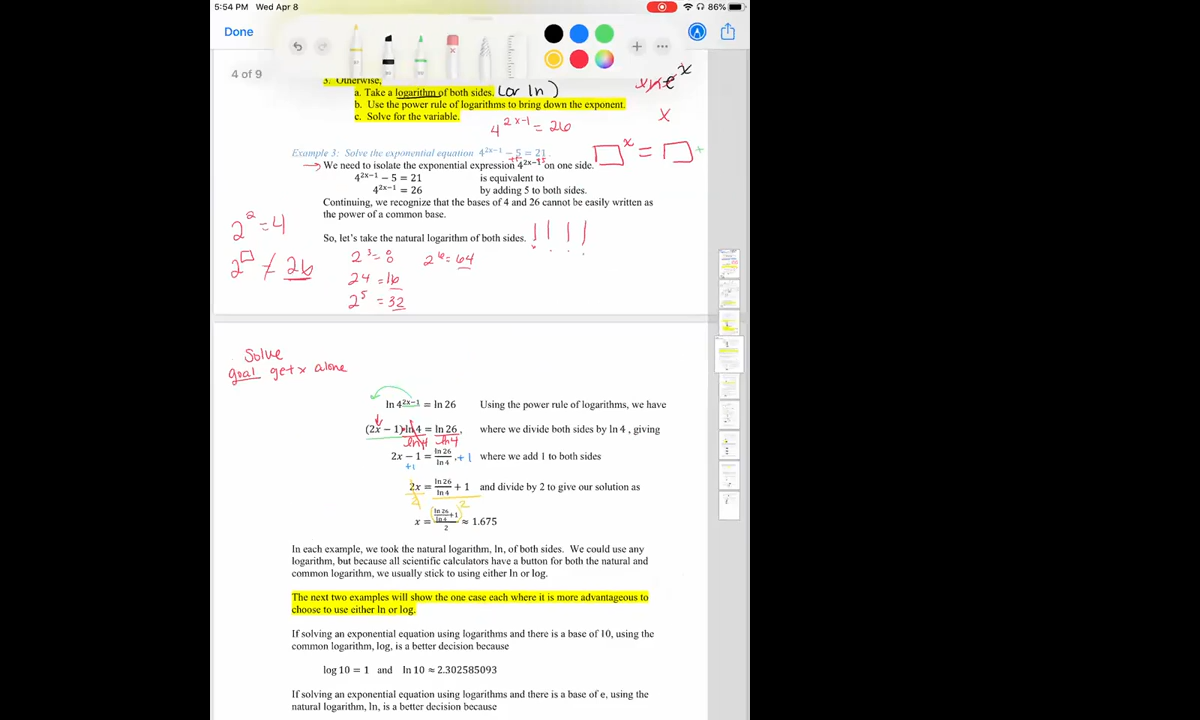 5:54 PM Wed Apr 8
86%
Done
4 of 9
3. Otherwise,
a. Take a logarithm of both sides. (or ln)
b. Use the power rule of logarithms to bring down the exponent.
c. Solve for the variable.
e^x
x
4^2x-1 = 26
□^x = □ +
Example 3: Solve the exponential equation 4^2x−1 − 5 = 21.
+5 +5
→ We need to isolate the exponential expression 4^2x−1 on one side.
4^2x−1 − 5 = 21 is equivalent to
4^2x−1 = 26 by adding 5 to both sides.
Continuing, we recognize that the bases of 4 and 26 cannot be easily written as
the power of a common base.
2^2 = 4
So, let's take the natural logarithm of both sides. ! ! ! !
2^3 = 8 2^6 = 64
2^□ ≠ 26
24 = 16
2^5 = 32
Solve
goal get x alone
ln 4^2x−1 = ln 26 Using the power rule of logarithms, we have
(2x − 1)•ln 4 = ln 26, where we divide both sides by ln 4 , giving
ln4 ln4
2x − 1 = ln 26/ln 4 , +1 where we add 1 to both sides
+1
2x = ln 26/ln 4 + 1 and divide by 2 to give our solution as
2 2
x = (ln 26/ln 4 +1)/2 ≈ 1.675
In each example, we took the natural logarithm, ln, of both sides. We could use any
logarithm, but because all scientific calculators have a button for both the natural and
common logarithm, we usually stick to using either ln or log.
The next two examples will show the one case each where it is more advantageous to
choose to use either ln or log.
If solving an exponential equation using logarithms and there is a base of 10, using the
common logarithm, log, is a better decision because
log 10 = 1 and ln 10 ≈ 2.302585093
If solving an exponential equation using logarithms and there is a base of e, using the
natural logarithm, ln, is a better decision because